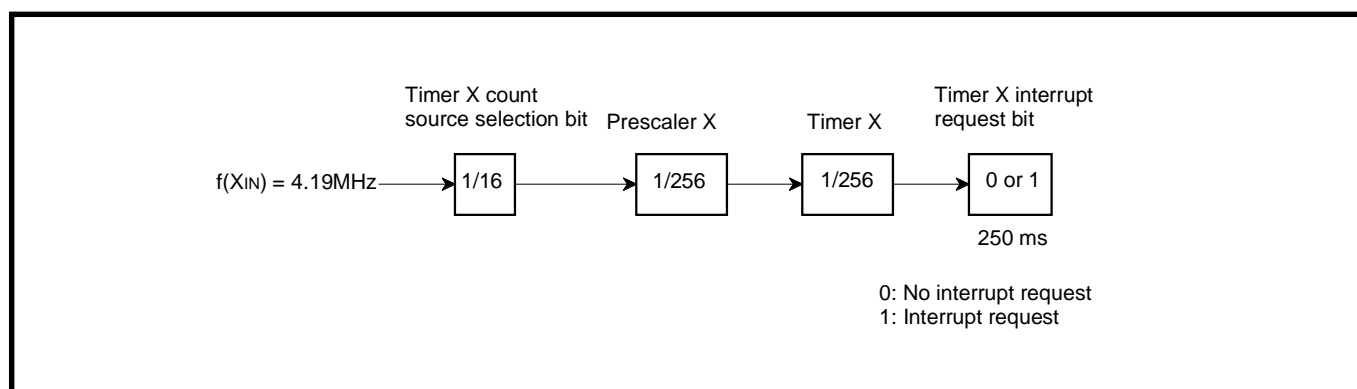 Timer X count
source selection bit
Prescaler X
Timer X
Timer X interrupt
request bit
f(XIN) = 4.19MHz
1/16
1/256
1/256
0 or 1
250 ms
0: No interrupt request
1: Interrupt request